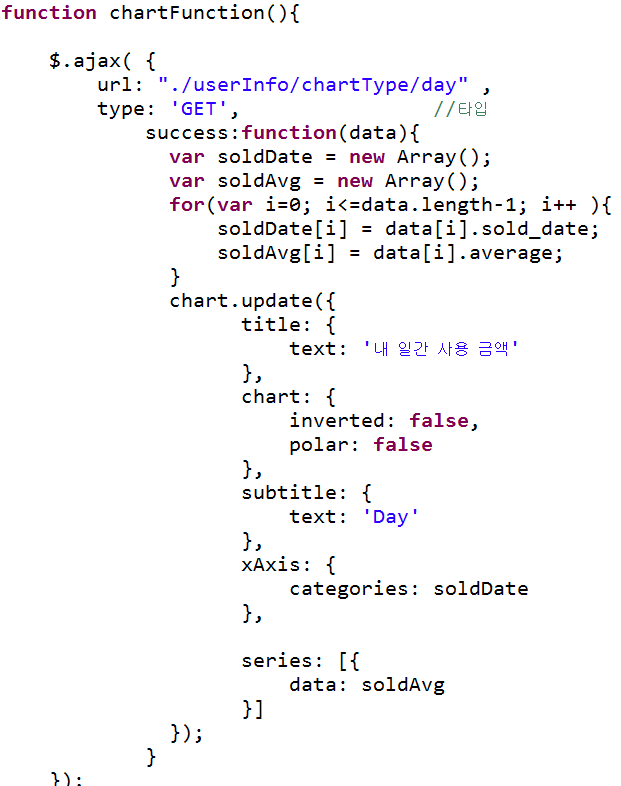 function chartFunction(){
$.ajax( {
url: "./userInfo/chartType/day" ,
type: 'GET', //타입
success:function(data){
var soldDate = new Array();
var soldAvg = new Array();
for(var i=0; i<=data.length-1; i++ ){
soldDate[i] = data[i].sold_date;
soldAvg[i] = data[i].average;
}
chart.update({
title: {
text: '내 일간 사용 금액'
},
chart: {
inverted: false,
polar: false
},
subtitle: {
text: 'Day'
},
xAxis: {
categories: soldDate
},
series: [{
data: soldAvg
}]
});
}
});